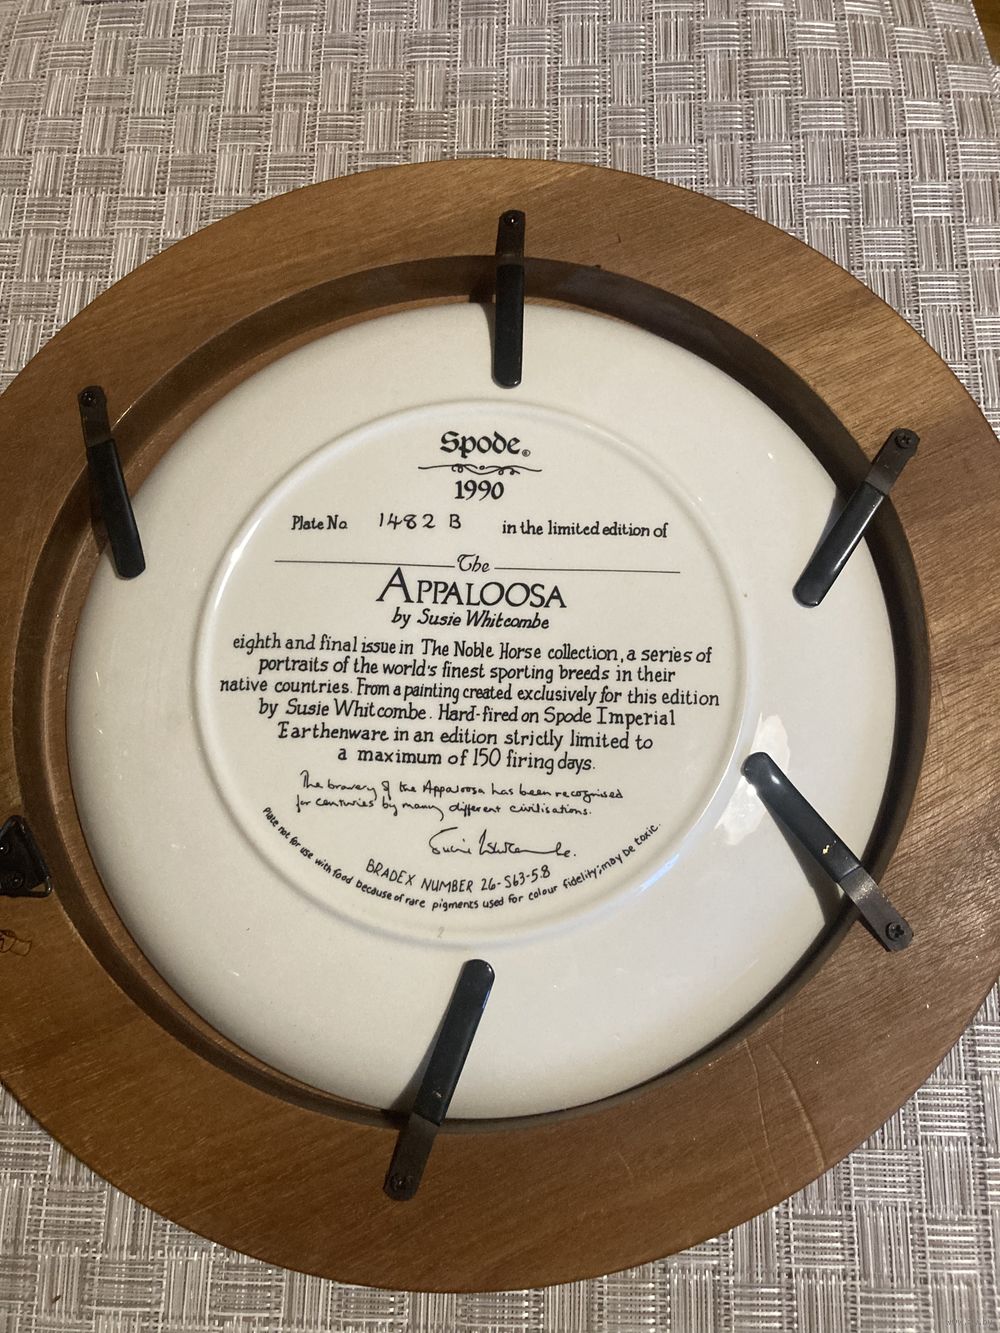 Spode®
1990
Plate No. 1482 B in the limited edition of
The
APPALOOSA
by Susie Whitcombe
eighth and final issue in The Noble Horse collection, a series of
portraits of the world's finest sporting breeds in their
native countries. From a painting created exclusively for this edition
by Susie Whitcombe. Hard-fired on Spode Imperial
Earthenware in an edition strictly limited to
a maximum of 150 firing days.
The bravery of the Appaloosa has been recognised
for centuries by many different civilisations.
Susie Whitcombe.
BRADEX NUMBER 26-S63-5.8
Plate not for use with food because of rare pigments used for colour fidelity; may be toxic.
2